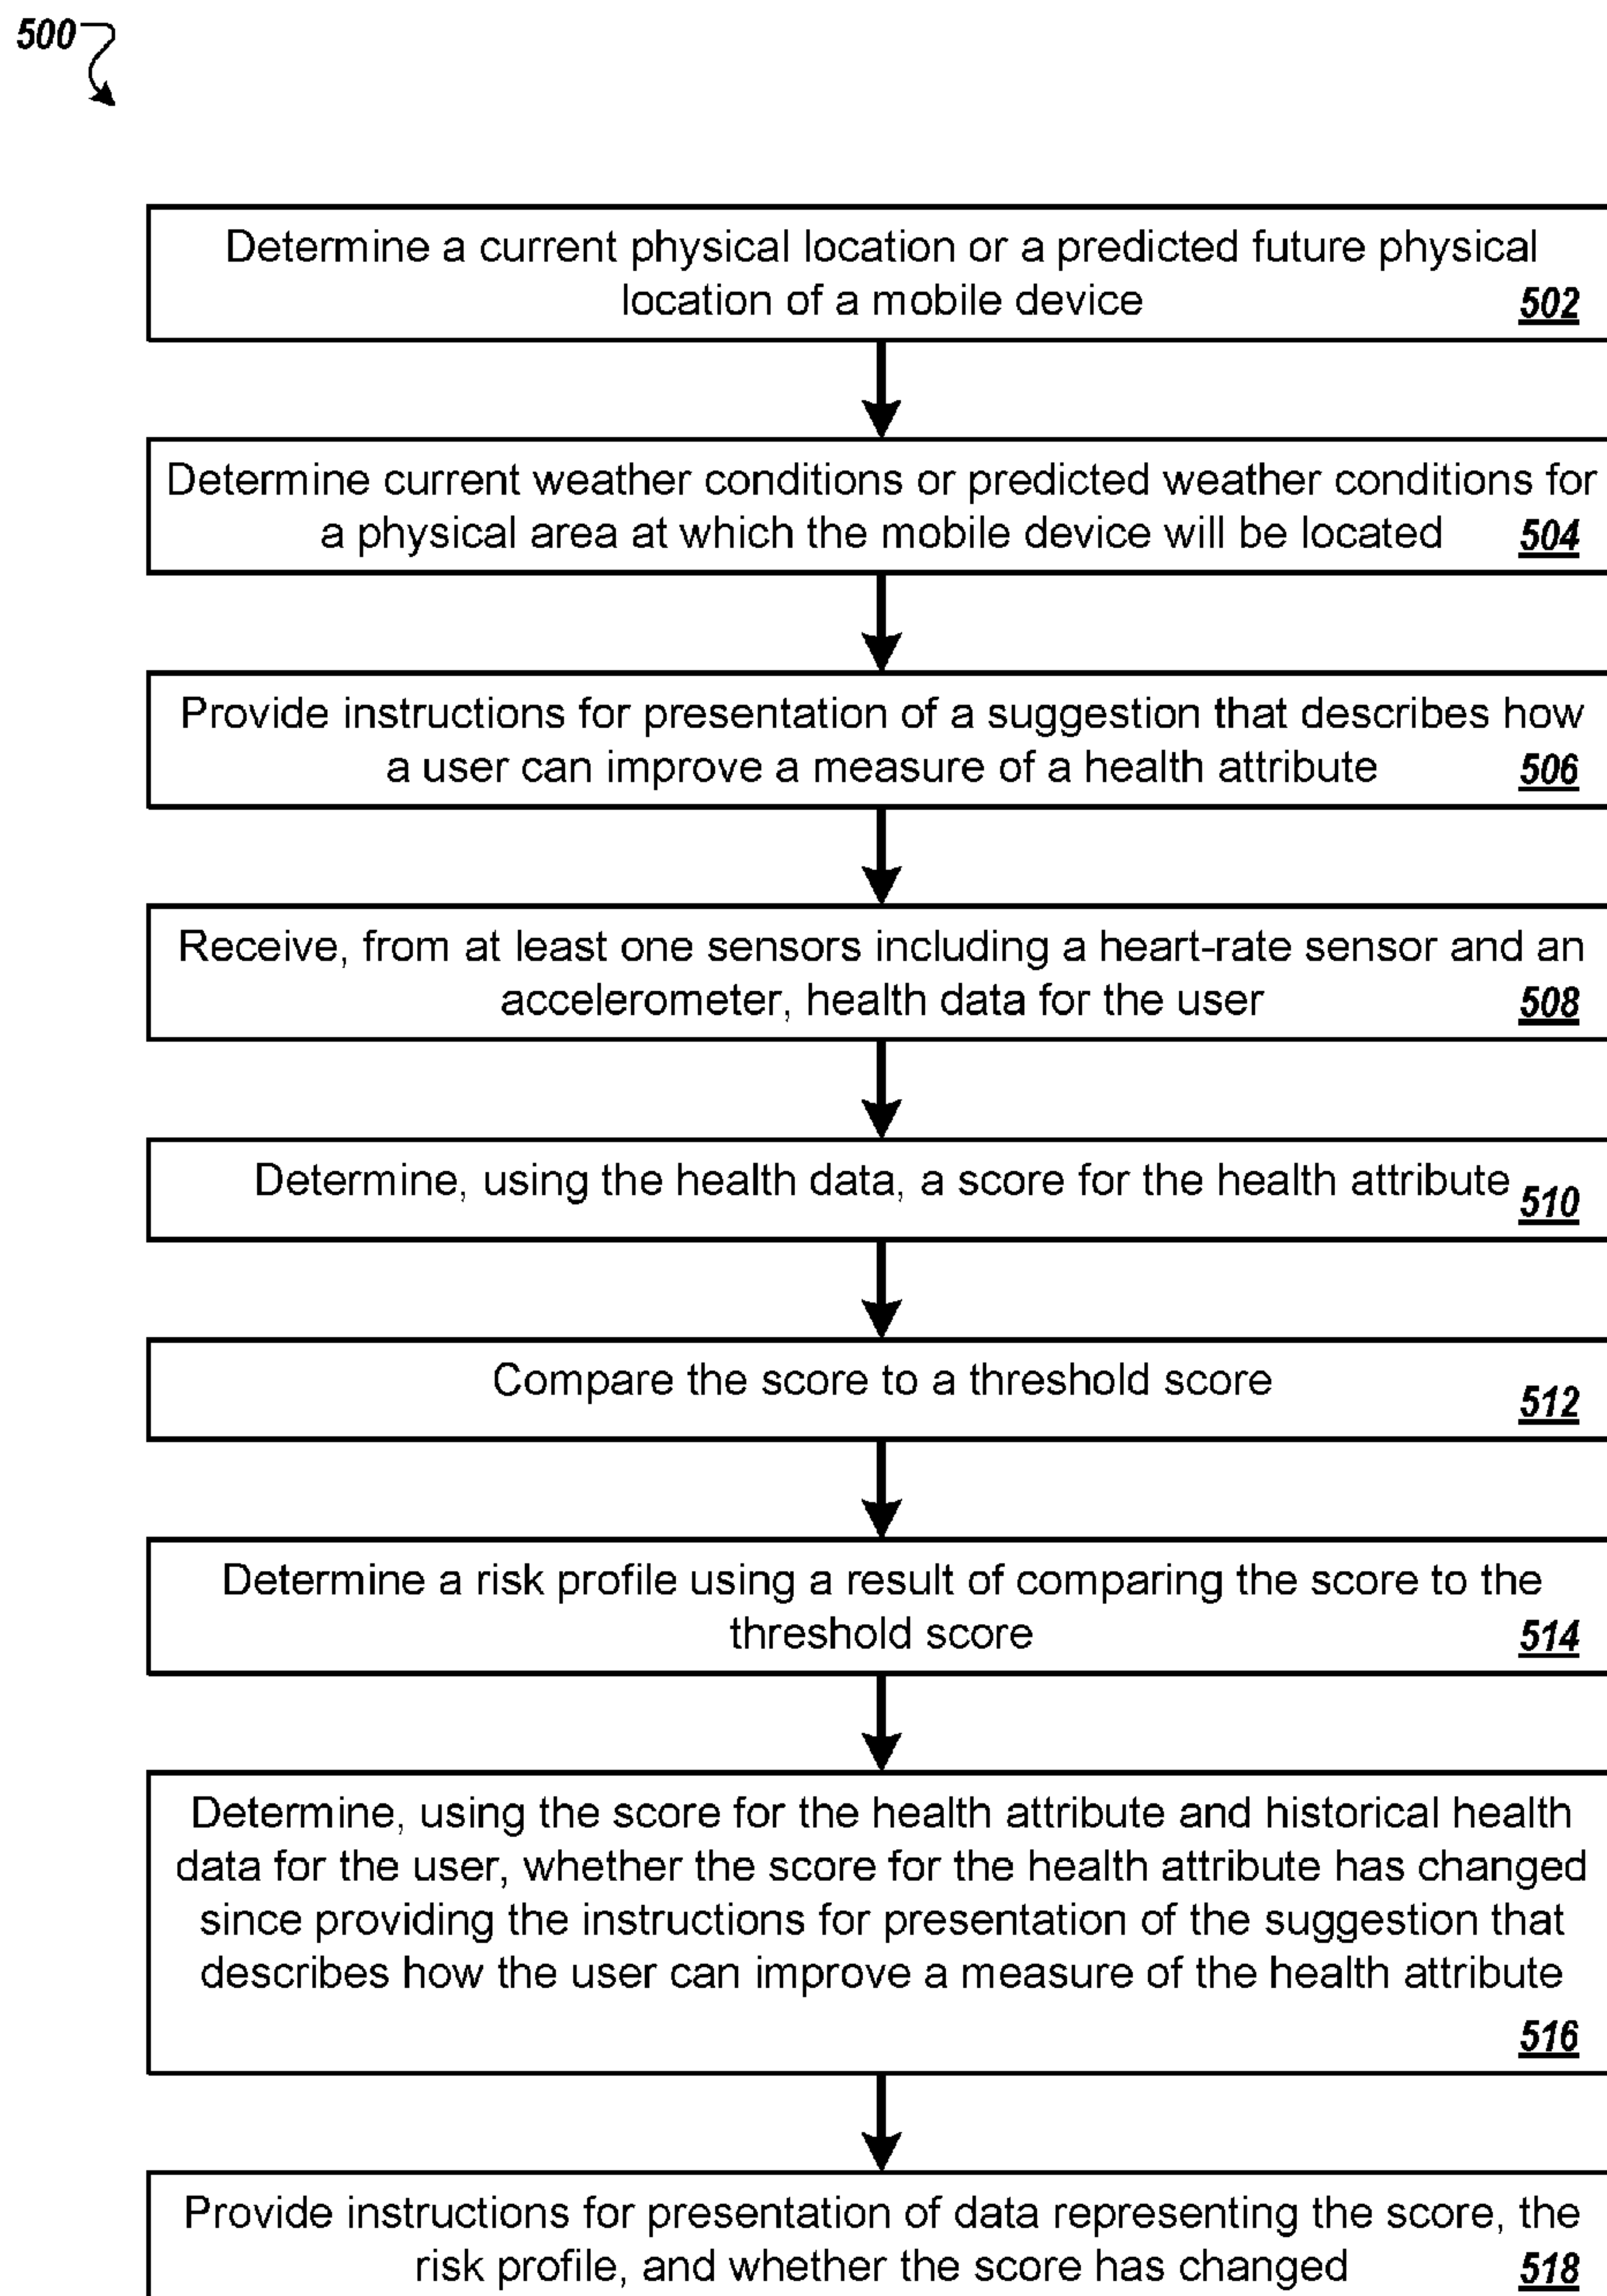 500
Determine a current physical location or a predicted future physical
location of a mobile device 502
Determine current weather conditions or predicted weather conditions for
a physical area at which the mobile device will be located 504
Provide instructions for presentation of a suggestion that describes how
a user can improve a measure of a health attribute 506
Receive, from at least one sensors including a heart-rate sensor and an
accelerometer, health data for the user 508
Determine, using the health data, a score for the health attribute 510
Compare the score to a threshold score 512
Determine a risk profile using a result of comparing the score to the
threshold score 514
Determine, using the score for the health attribute and historical health
data for the user, whether the score for the health attribute has changed
since providing the instructions for presentation of the suggestion that
describes how the user can improve a measure of the health attribute
516
Provide instructions for presentation of data representing the score, the
risk profile, and whether the score has changed 518